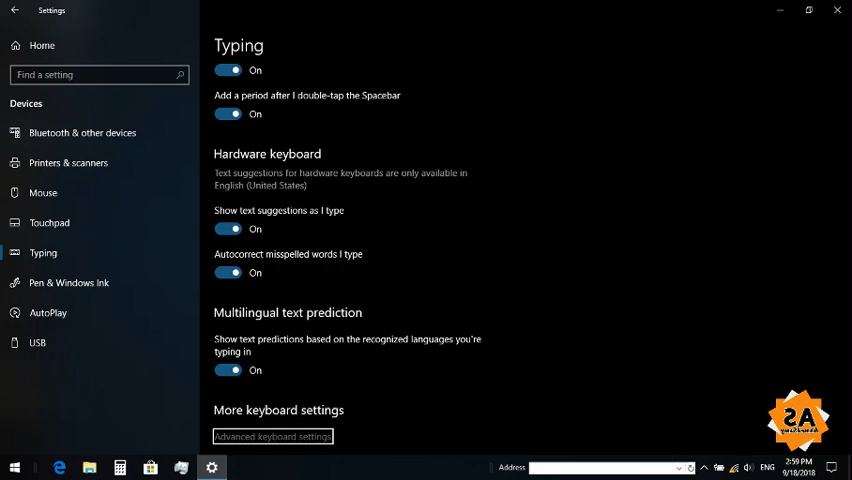 Settings
Home
Find a setting
Devices
Bluetooth & other devices
Printers & scanners
Mouse
Touchpad
Typing
Pen & Windows Ink
AutoPlay
USB
Typing
On
Add a period after I double-tap the Spacebar
On
Hardware keyboard
Text suggestions for hardware keyboards are only available in
English (United States)
Show text suggestions as I type
On
Autocorrect misspelled words I type
On
Multilingual text prediction
Show text predictions based on the recognized languages you're
typing in
On
More keyboard settings
Advanced keyboard settings
Address
ENG
2:59 PM
9/18/2018